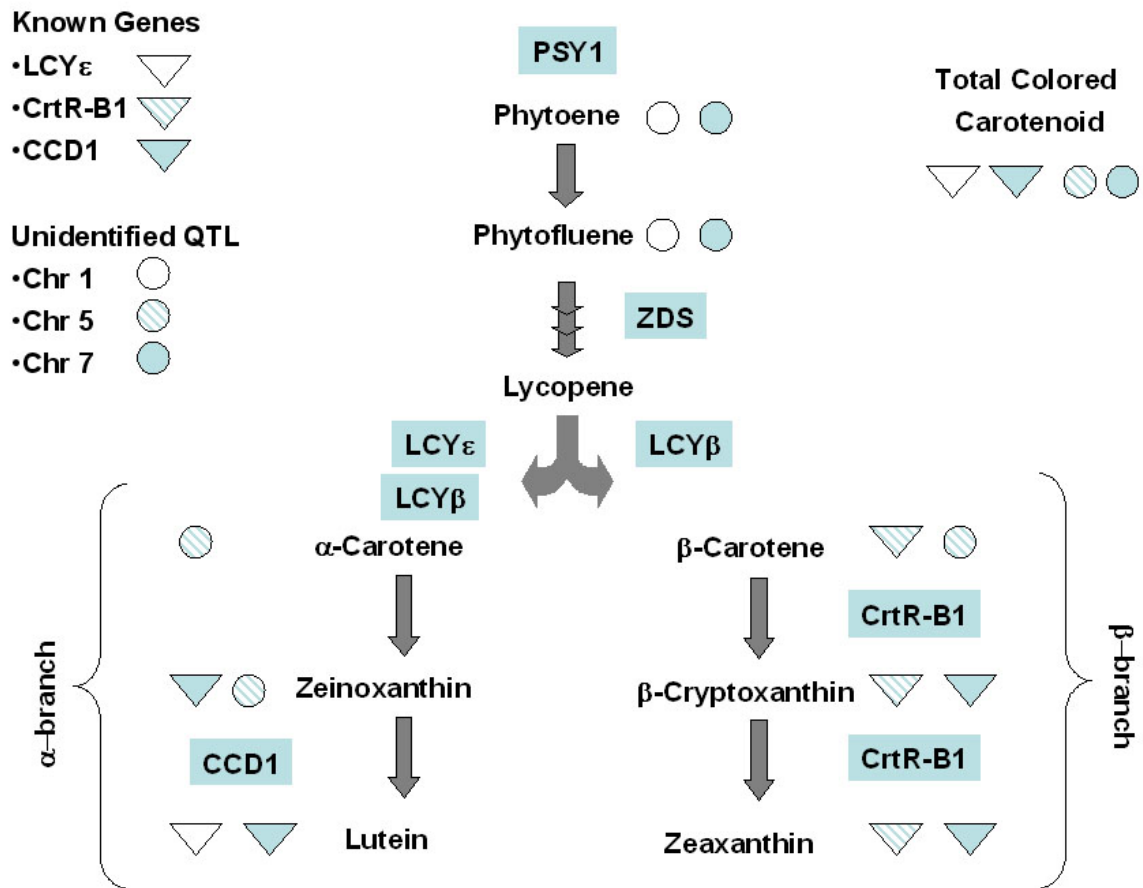 Known Genes
•LCYε
•CrtR-B1
•CCD1
Unidentified QTL
•Chr 1
•Chr 5
•Chr 7
PSY1
Phytoene
Phytofluene
ZDS
Lycopene
LCYε
LCYβ
LCYβ
Total Colored
Carotenoid
α–branch
α-Carotene
Zeinoxanthin
CCD1
Lutein
β-Carotene
CrtR-B1
β-Cryptoxanthin
CrtR-B1
Zeaxanthin
β–branch